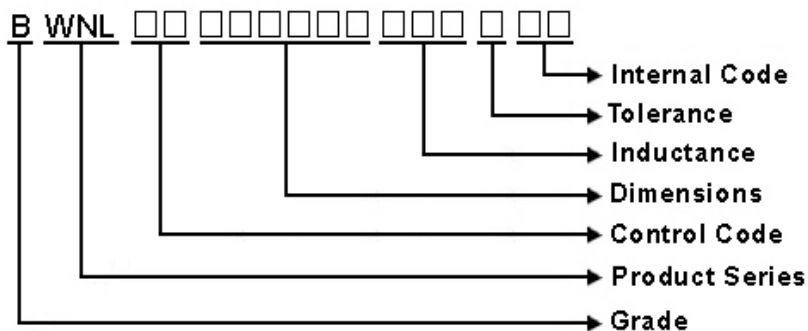 B WNL □□ □□□□□□ □□□ □ □□
Internal Code
Tolerance
Inductance
Dimensions
Control Code
Product Series
Grade